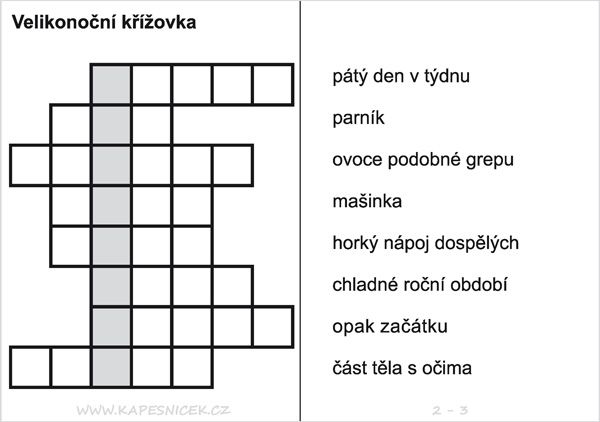 Velikonoční křížovka
pátý den v týdnu
parník
ovoce podobné grepu
mašinka
horký nápoj dospělých
chladné roční období
opak začátku
část těla s očima
WWW.KAPESNICEK.CZ
2 - 3